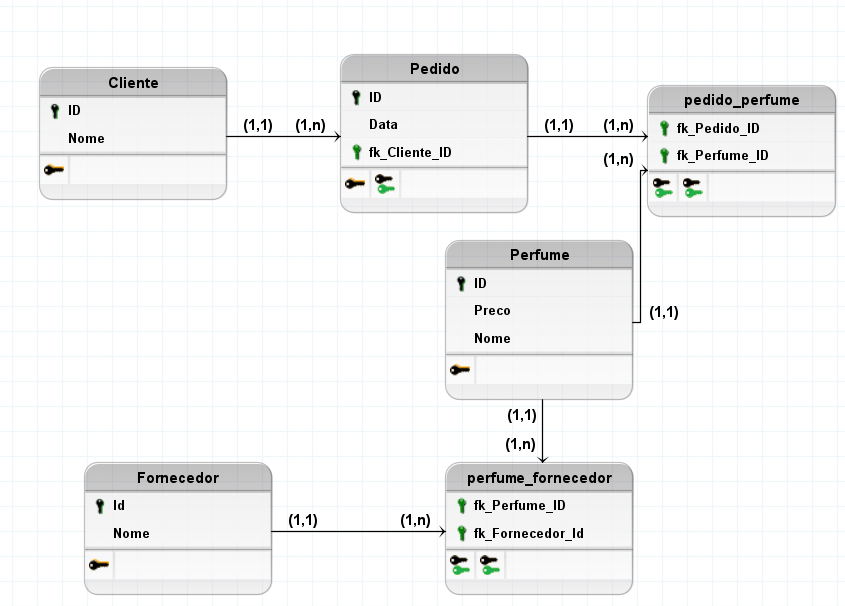 Cliente
ID
Nome
(1,1)
(1,n)
Pedido
ID
Data
fk_Cliente_ID
(1,1)
(1,n)
(1,n)
pedido_perfume
fk_Pedido_ID
fk_Perfume_ID
Perfume
ID
Preco
Nome
(1,1)
(1,1)
(1,n)
Fornecedor
Id
Nome
(1,1)
(1,n)
perfume_fornecedor
fk_Perfume_ID
fk_Fornecedor_Id